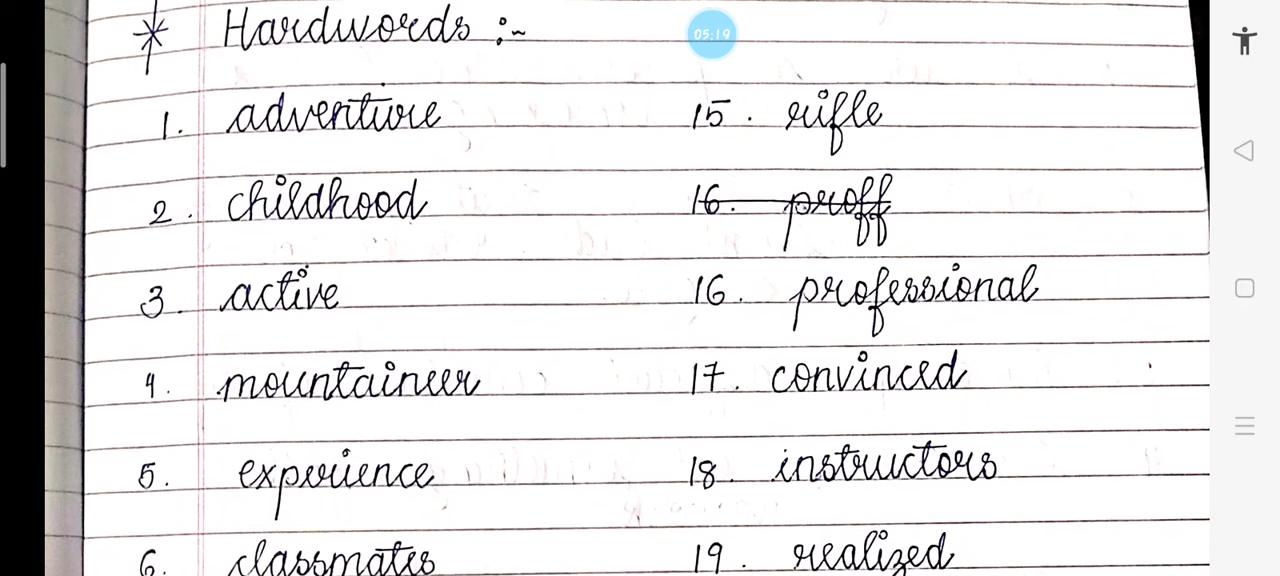 * Hardwords :~
05:19
1. adventure 15. rifle
2. childhood 16. proff
3. active 16. professional
4. mountaineer 17. convinced
5. experience 18. instructors
6. classmates 19. realized